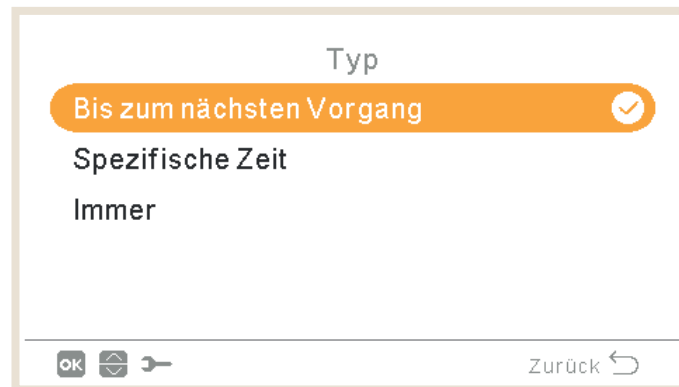 Typ
Bis zum nächsten Vorgang
Spezifische Zeit
Immer
OK
Zurück